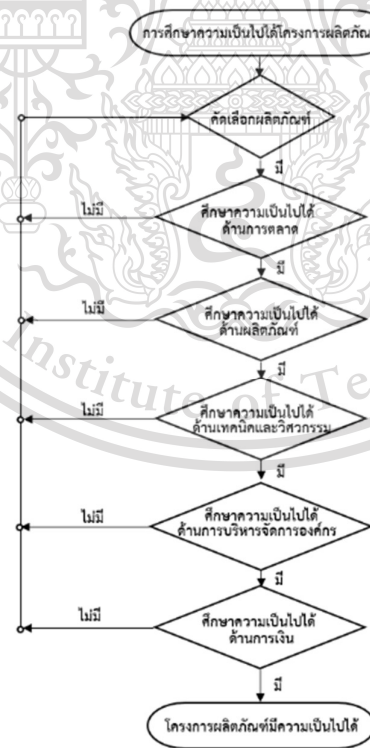 การศึกษาความเป็นไปได้โครงการผลิตภัณ
คัดเลือกผลิตภัณฑ์
มี
ไม่มี
ศึกษาความเป็นไปได้
ด้านการตลาด
มี
ไม่มี
ศึกษาความเป็นไปได้
ด้านผลิตภัณฑ์
มี
Institute of Te
ไม่มี
ศึกษาความเป็นไปได้
ด้านเทคนิคและวิศวกรรม
มี
ไม่มี
ศึกษาความเป็นไปได้
ด้านการบริหารจัดการองค์กร
มี
ไม่มี
ศึกษาความเป็นไปได้
ด้านการเงิน
มี
โครงการผลิตภัณฑ์มีความเป็นไปได้